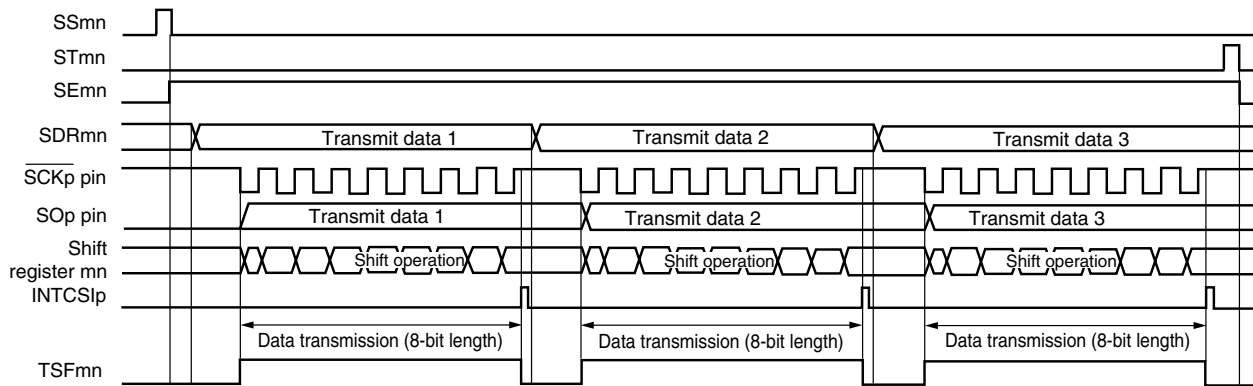 SSmn
STmn
SEmn
SDRmn Transmit data 1 Transmit data 2 Transmit data 3
SCKp pin
SOp pin Transmit data 1 Transmit data 2 Transmit data 3
Shift
register mn Shift operation Shift operation Shift operation
INTCSIp
Data transmission (8-bit length) Data transmission (8-bit length) Data transmission (8-bit length)
TSFmn